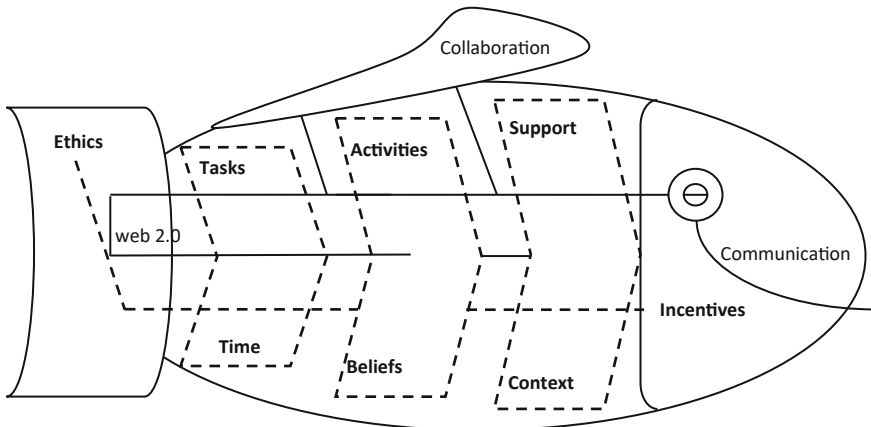 Collaboration
Ethics
Tasks
Activities
Support
web 2.0
Communication
Incentives
Time
Beliefs
Context